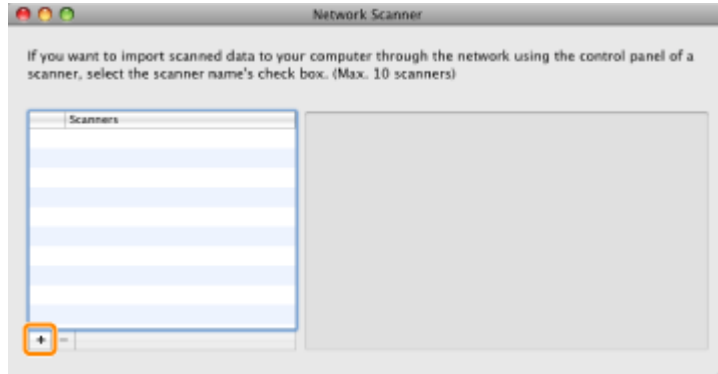 Network Scanner
If you want to import scanned data to your computer through the network using the control panel of a
scanner, select the scanner name's check box. (Max. 10 scanners)
Scanners
+ −